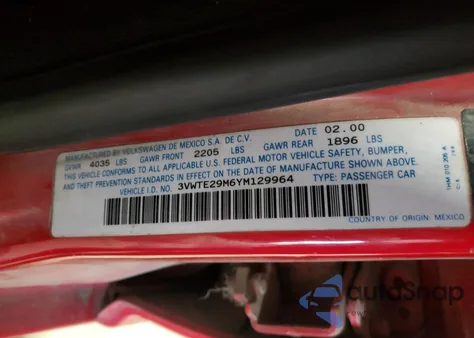 MANUFACTURED BY VOLKSWAGEN DE MEXICO S.A. DE C.V. DATE 02.00
GVWR 4035 LBS GAWR FRONT 2205 LBS GAWR REAR 1896 LBS
THIS VEHICLE CONFORMS TO ALL APPLICABLE U.S. FEDERAL MOTOR VEHICLE SAFETY, BUMPER,
AND THEFT PREVENTION STANDARDS IN EFFECT ON THE DATE OF MANUFACTURE SHOWN ABOVE.
VEHICLE I.D. NO.: 3VWTE29M6YM129964 TYPE: PASSENGER CAR
COUNTRY OF ORIGIN: MEXICO
autoSnap